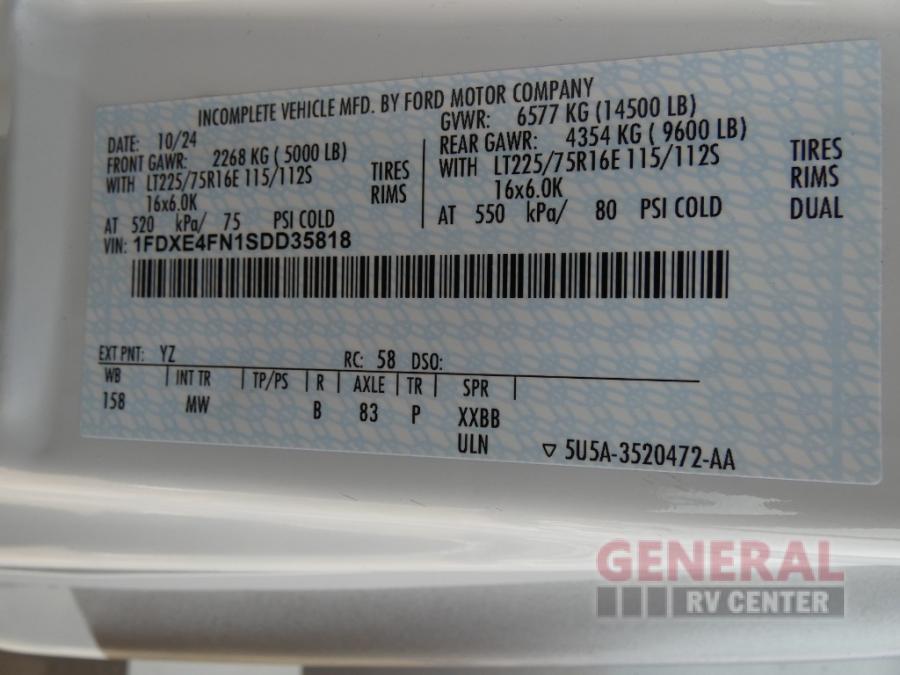 INCOMPLETE VEHICLE MFD. BY FORD MOTOR COMPANY
DATE: 10/24
GVWR: 6577 KG (14500 LB)
FRONT GAWR: 2268 KG (5000 LB)
REAR GAWR: 4354 KG ( 9600 LB)
WITH LT225/75R16E 115/112S TIRES
WITH LT225/75R16E 115/112S TIRES
16x6.0K RIMS
16x6.0K RIMS
AT 520 kPa/ 75 PSI COLD
AT 550 kPa/ 80 PSI COLD DUAL
VIN: 1FDXE4FN1SDD35818
EXT PNT: YZ RC: 58 DSO:
WB INT TR TP/PS R AXLE TR SPR
158 MW B 83 P XXBB
ULN 5U5A-3520472-AA
GENERAL
RV CENTER